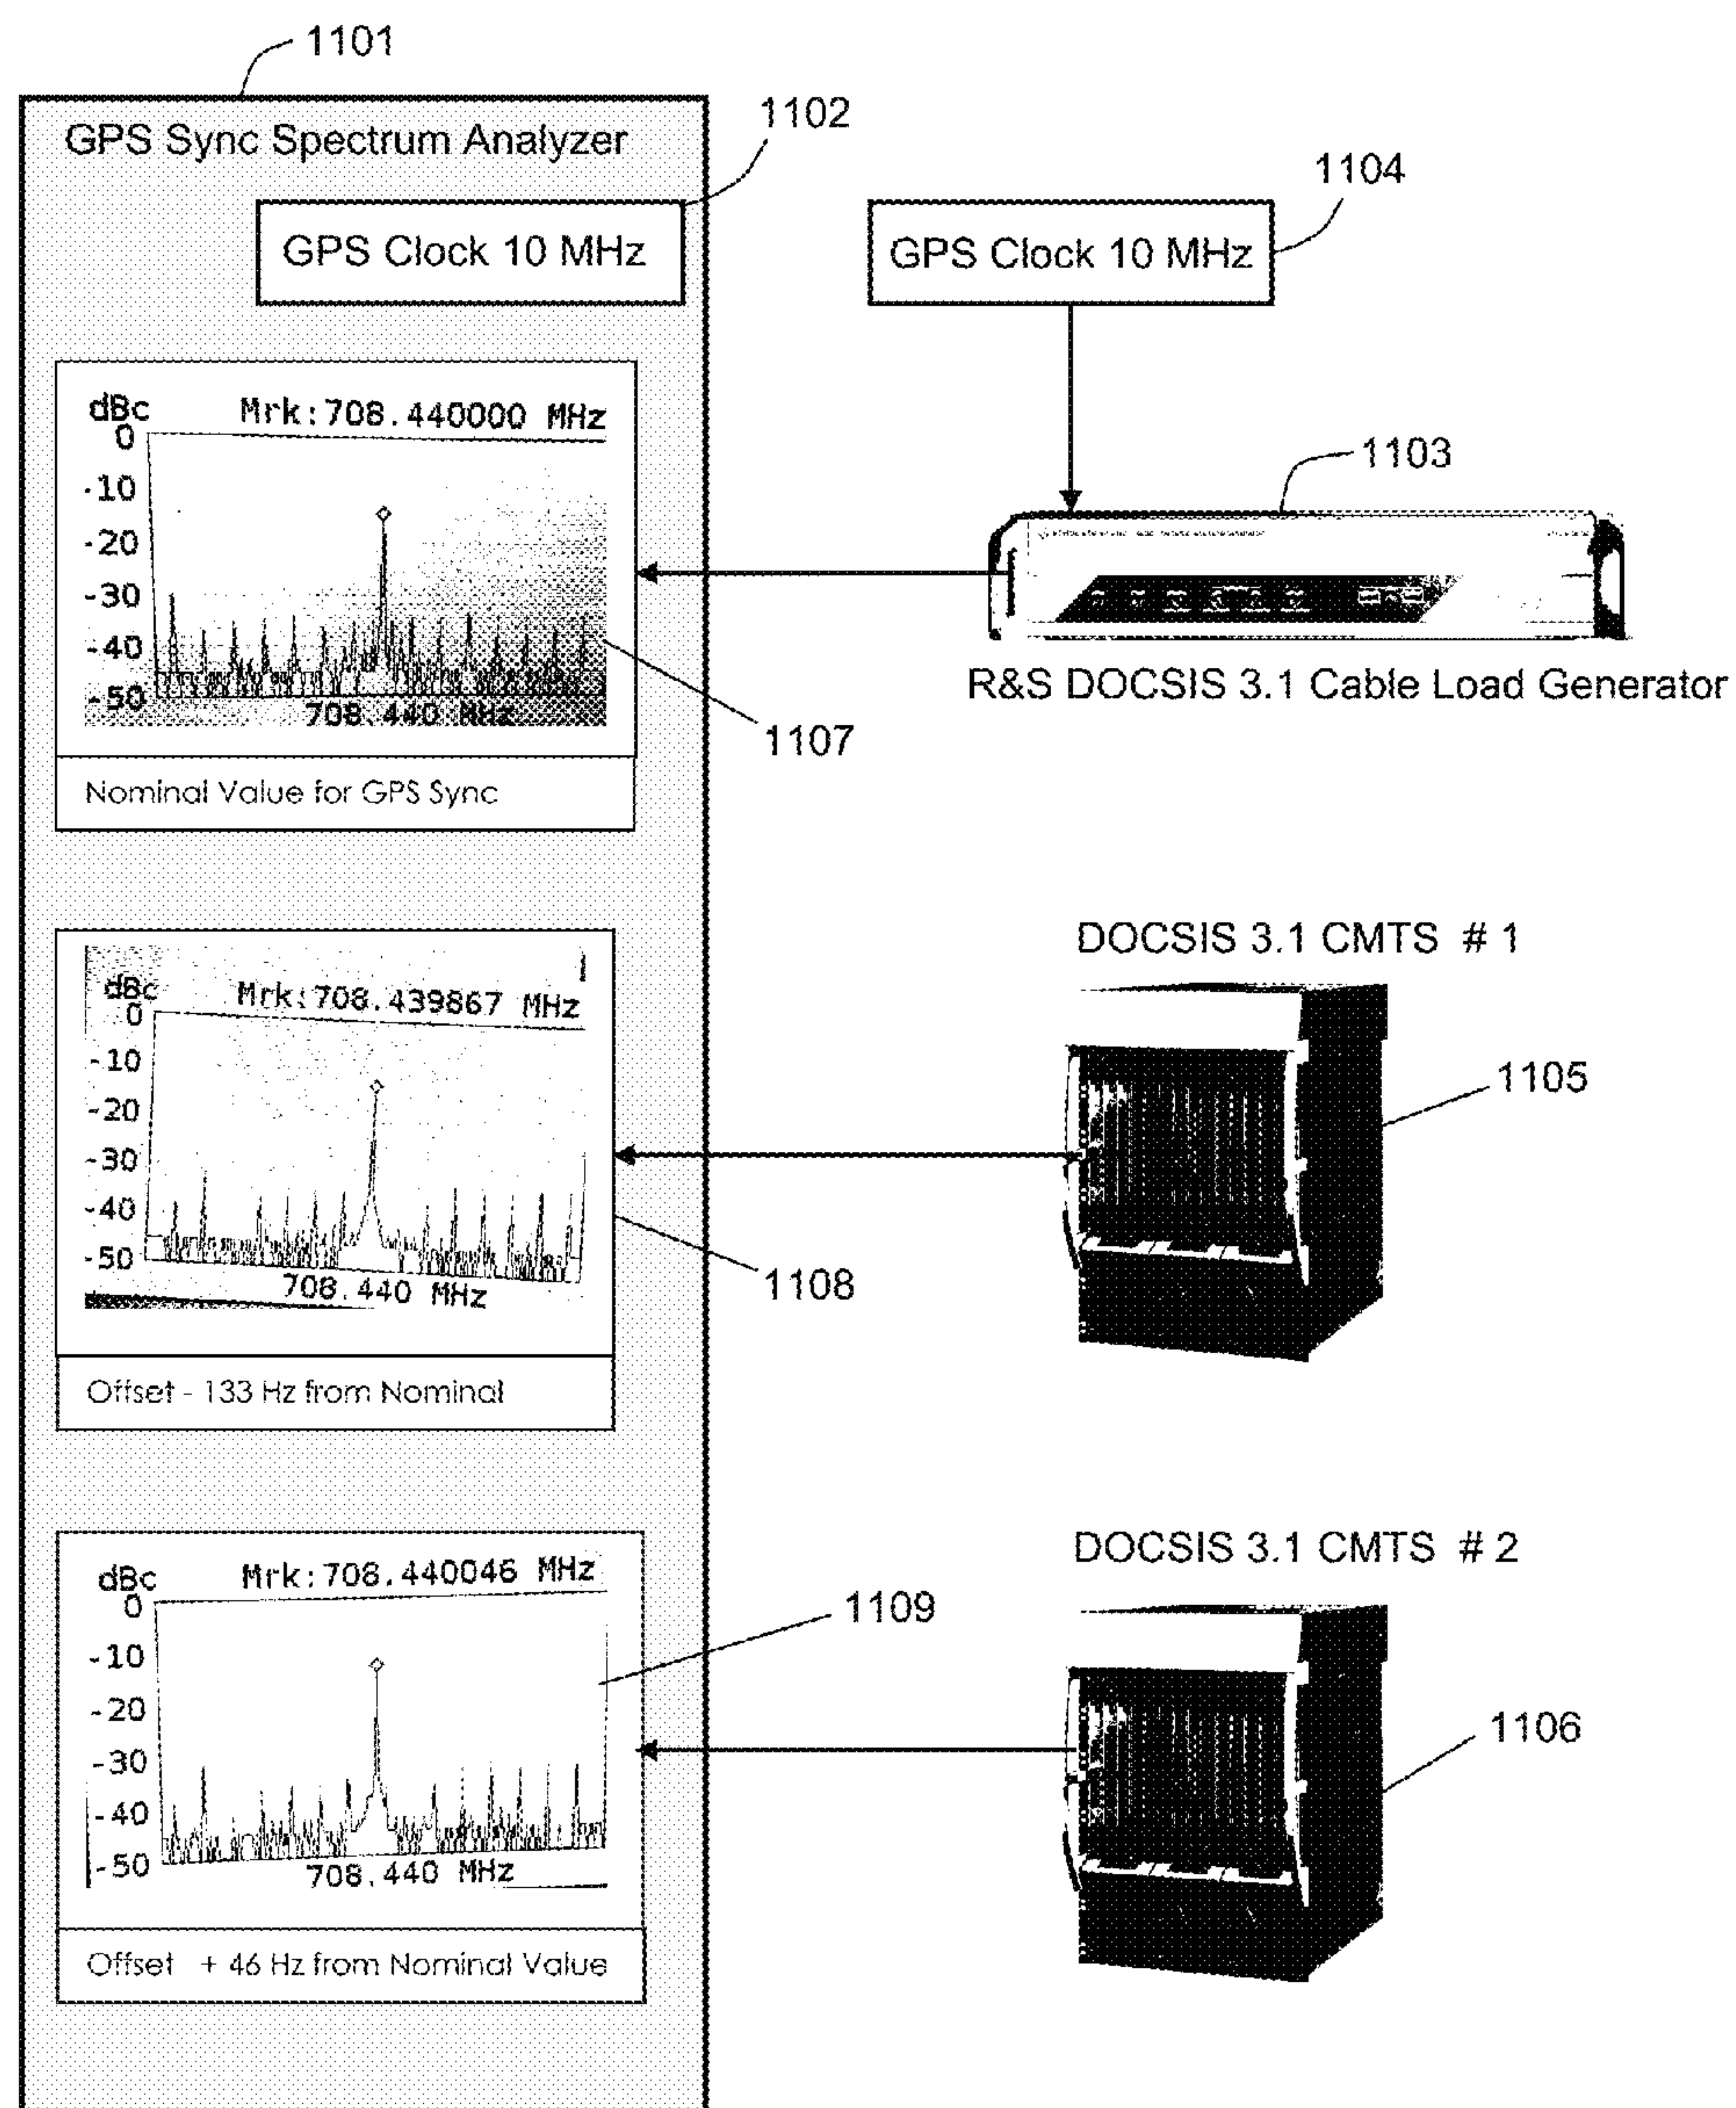 1101
GPS Sync Spectrum Analyzer
1102
GPS Clock 10 MHz
1104
GPS Clock 10 MHz
dBc Mrk:708.440000 MHz
0
-10
-20
-30
-40
-50
708.440 MHz
1107
Nominal Value for GPS Sync
1103
R&S DOCSIS 3.1 Cable Load Generator
dBc Mrk:708.439867 MHz
0
-10
-20
-30
-40
-50
708.440 MHz
1108
Offset - 133 Hz from Nominal
DOCSIS 3.1 CMTS # 1
1105
dBc Mrk:708.440046 MHz
0
-10
-20
-30
-40
-50
708.440 MHz
1109
Offset + 46 Hz from Nominal Value
DOCSIS 3.1 CMTS # 2
1106